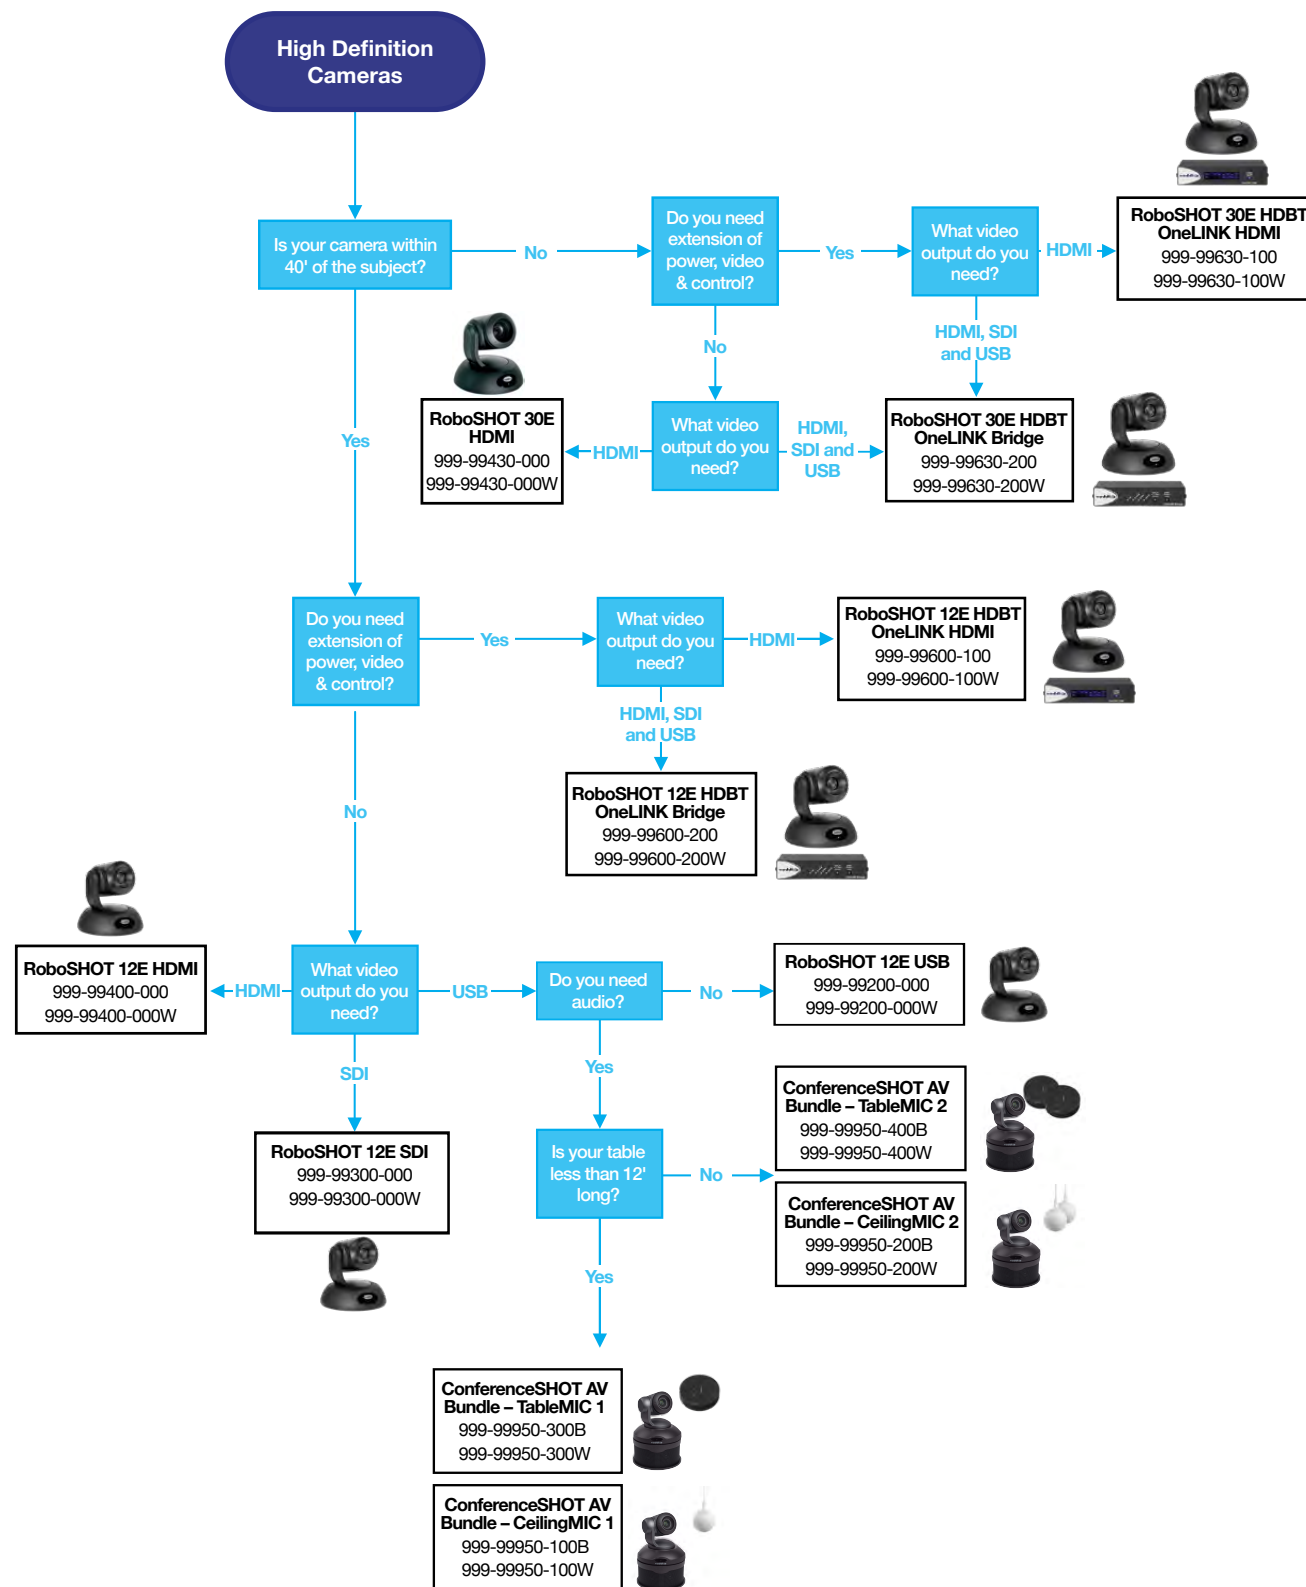 High Definition
Cameras
Is your camera within
40' of the subject?
No
Do you need
extension of
power, video
& control?
Yes
What video
output do you
need?
HDMI
RoboSHOT 30E HDBT
OneLINK HDMI
999-99630-100
999-99630-100W
HDMI, SDI
and USB
No
RoboSHOT 30E
HDMI
999-99430-000
999-99430-000W
HDMI
What video
output do you
need?
HDMI,
SDI and
USB
RoboSHOT 30E HDBT
OneLINK Bridge
999-99630-200
999-99630-200W
Yes
Do you need
extension of
power, video
& control?
Yes
What video
output do you
need?
HDMI
RoboSHOT 12E HDBT
OneLINK HDMI
999-99600-100
999-99600-100W
HDMI, SDI
and USB
RoboSHOT 12E HDBT
OneLINK Bridge
999-99600-200
999-99600-200W
No
RoboSHOT 12E HDMI
999-99400-000
999-99400-000W
HDMI
What video
output do you
need?
USB
Do you need
audio?
No
RoboSHOT 12E USB
999-99200-000
999-99200-000W
SDI
RoboSHOT 12E SDI
999-99300-000
999-99300-000W
Yes
Is your table
less than 12'
long?
No
ConferenceSHOT AV
Bundle – TableMIC 2
999-99950-400B
999-99950-400W
ConferenceSHOT AV
Bundle – CeilingMIC 2
999-99950-200B
999-99950-200W
Yes
ConferenceSHOT AV
Bundle – TableMIC 1
999-99950-300B
999-99950-300W
ConferenceSHOT AV
Bundle – CeilingMIC 1
999-99950-100B
999-99950-100W